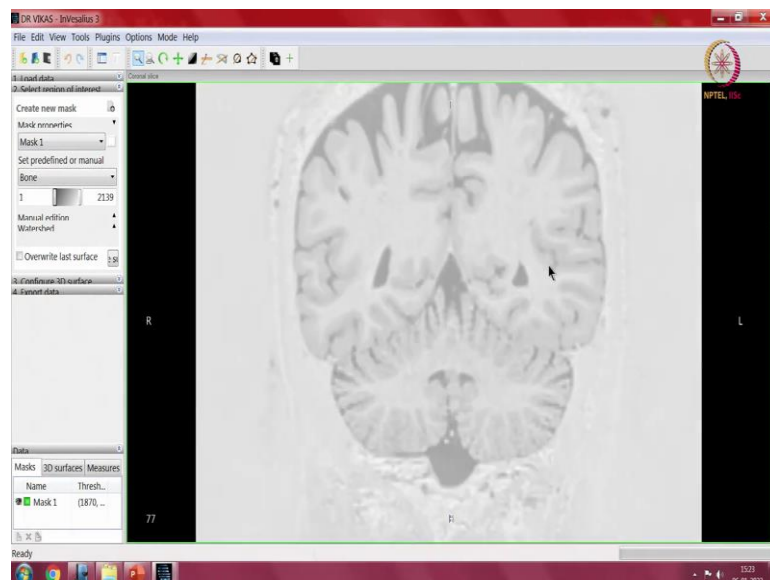 DR VIKAS - InVesalius 3
File Edit View Tools Plugins Options Mode Help
NPTEL, IISc
1. Load data
2. Select region of interest
Create new mask
Mask properties
Mask 1
Set predefined or manual
Bone
1 2139
Manual edition
Watershed
Overwrite last surface
3. Configure 3D surface
4. Export data
Coronal slice
R
L
77
Data
Masks 3D surfaces Measures
Name Thresh..
Mask 1 (1870, ...
Ready
15:23